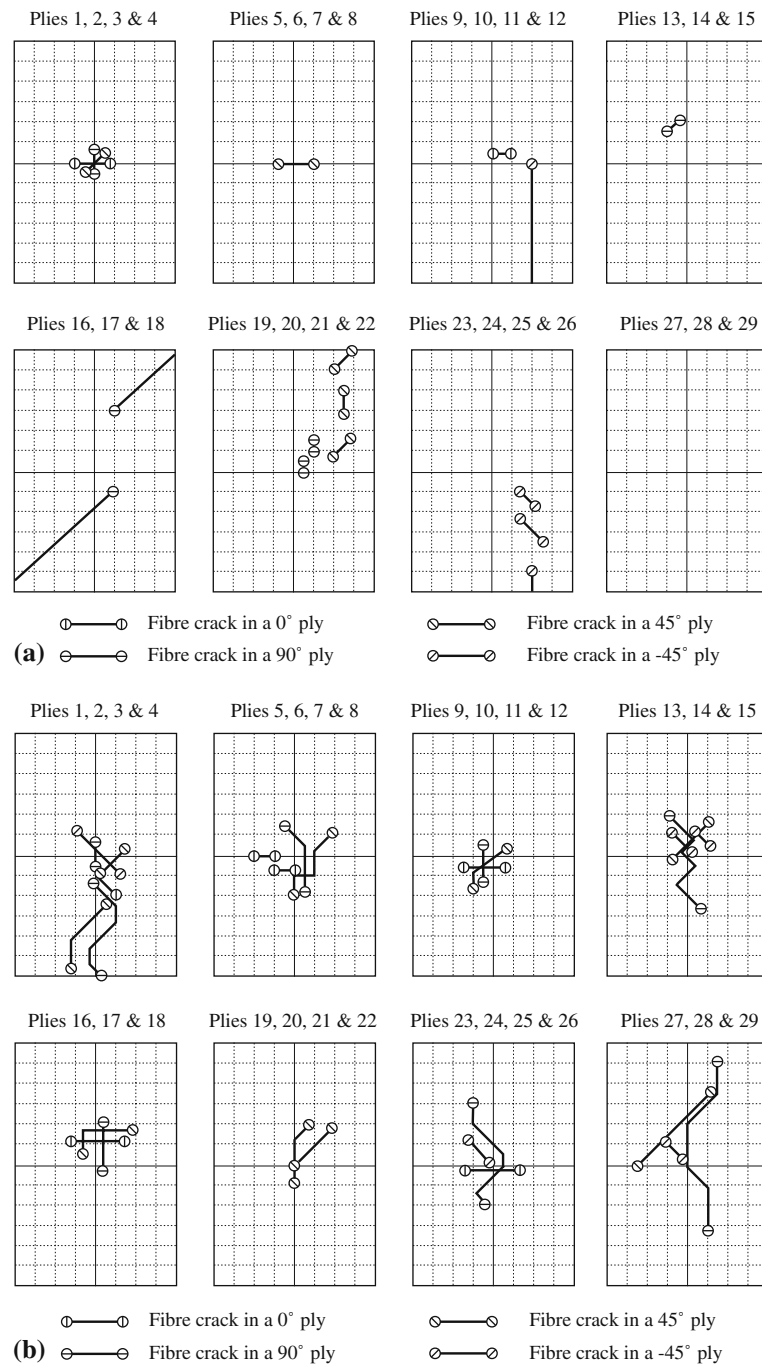 Plies 1, 2, 3 & 4 Plies 5, 6, 7 & 8 Plies 9, 10, 11 & 12 Plies 13, 14 & 15
Plies 16, 17 & 18 Plies 19, 20, 21 & 22 Plies 23, 24, 25 & 26 Plies 27, 28 & 29
Fibre crack in a 0° ply Fibre crack in a 45° ply
(a) Fibre crack in a 90° ply Fibre crack in a -45° ply
Plies 1, 2, 3 & 4 Plies 5, 6, 7 & 8 Plies 9, 10, 11 & 12 Plies 13, 14 & 15
Plies 16, 17 & 18 Plies 19, 20, 21 & 22 Plies 23, 24, 25 & 26 Plies 27, 28 & 29
Fibre crack in a 0° ply Fibre crack in a 45° ply
(b) Fibre crack in a 90° ply Fibre crack in a -45° ply